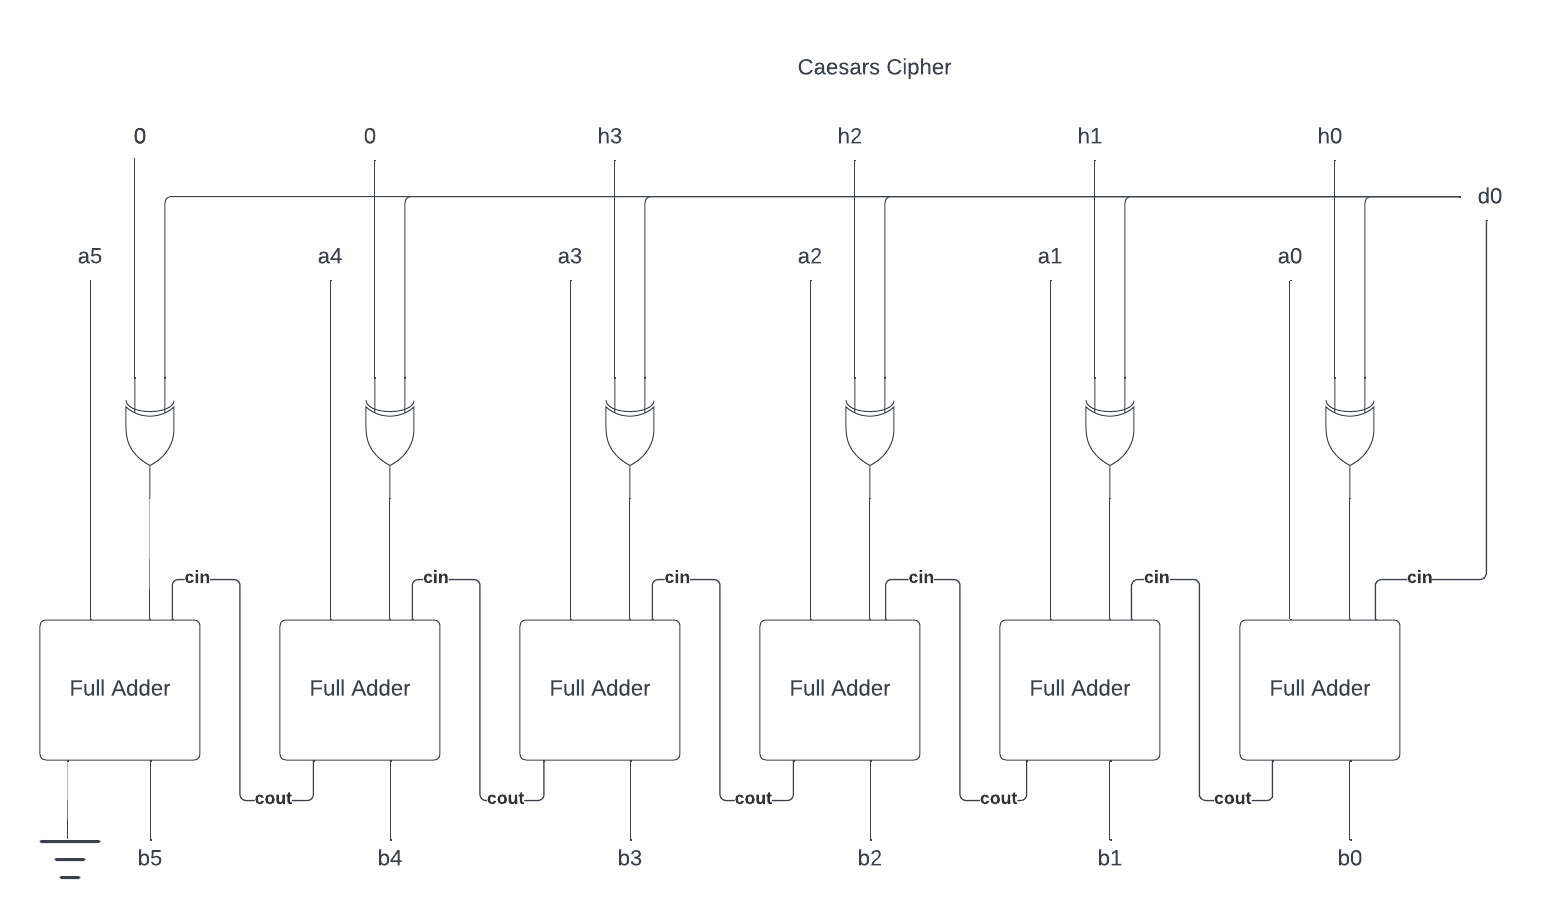 Caesars Cipher
0 0 h3 h2 h1 h0
d0
a5 a4 a3 a2 a1 a0
cin cin cin cin cin cin
Full Adder Full Adder Full Adder Full Adder Full Adder Full Adder
cout cout cout cout cout
b5 b4 b3 b2 b1 b0